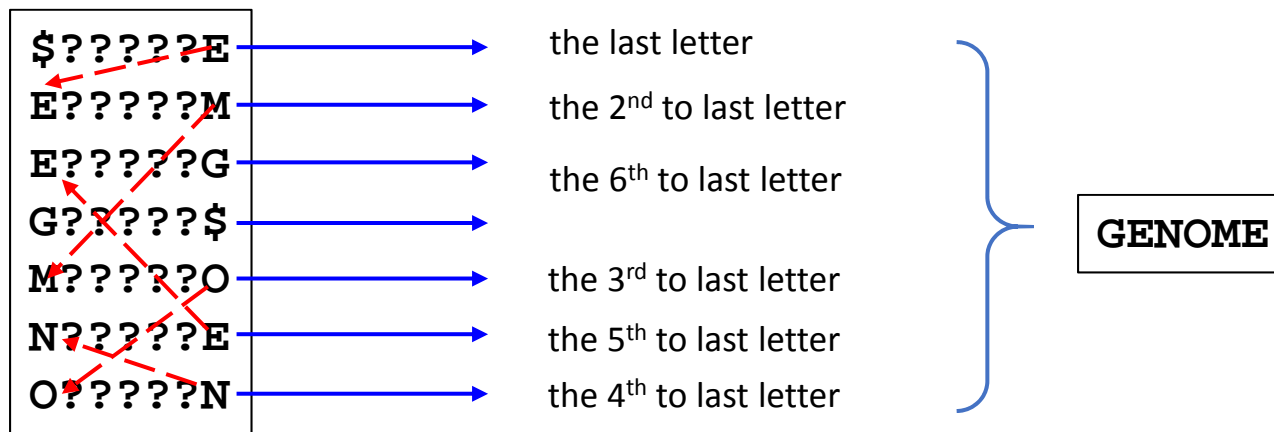 $?????E
E?????M
E?????G
G?????$
M?????O
N?????E
O?????N
the last letter
the 2nd to last letter
the 6th to last letter
the 3rd to last letter
the 5th to last letter
the 4th to last letter
GENOME